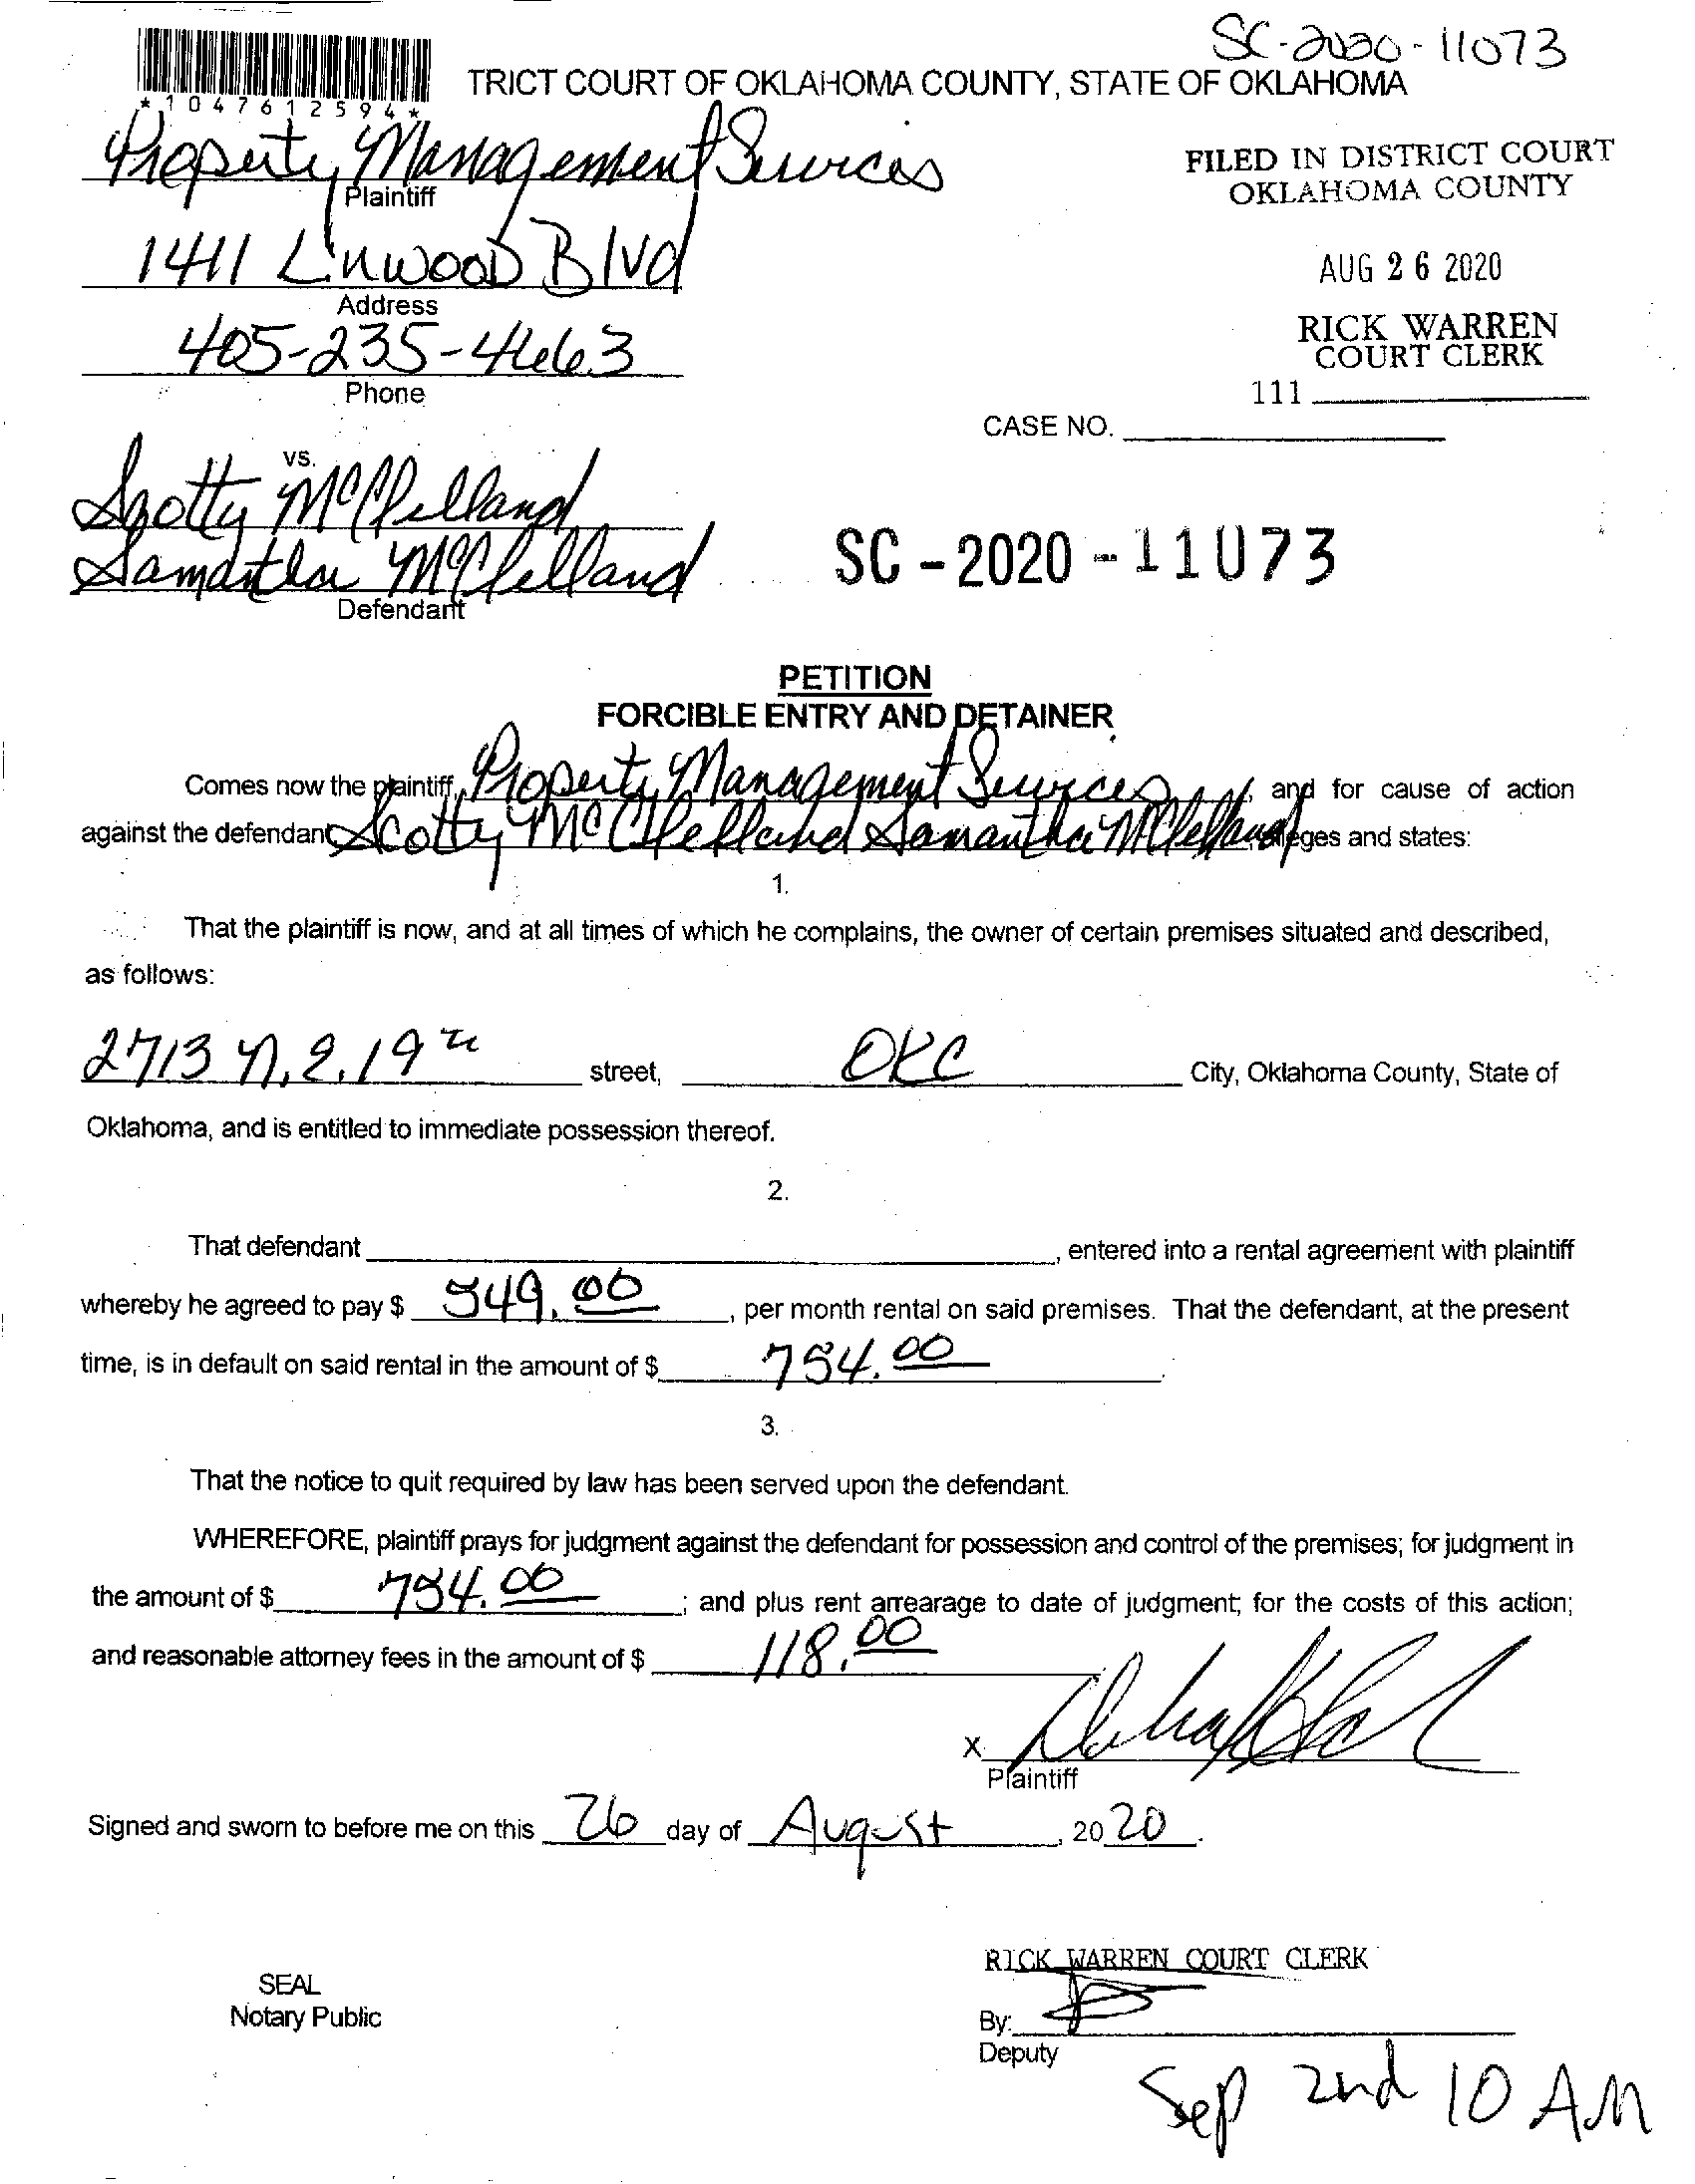 SC-2020-11073
TRICT COURT OF OKLAHOMA COUNTY, STATE OF OKLAHOMA
*1047612594*
Property Management Services
Plaintiff
FILED IN DISTRICT COURT
OKLAHOMA COUNTY
1411 Linwood Blvd
Address
AUG 26 2020
405-235-4663
Phone
RICK WARREN
COURT CLERK
111
CASE NO.
vs.
Scotty McClelland
Samantha McClelland
Defendant
SC-2020-11073
PETITION
FORCIBLE ENTRY AND DETAINER
Comes now the plaintiff, Property Management Services, and for cause of action
against the defendant Scotty McClelland Samantha McClelland alleges and states:
1.
That the plaintiff is now, and at all times of which he complains, the owner of certain premises situated and described,
as follows:
2713 N.E. 19th street, OKC City, Oklahoma County, State of
Oklahoma, and is entitled to immediate possession thereof.
2.
That defendant , entered into a rental agreement with plaintiff
whereby he agreed to pay $ 549.00 , per month rental on said premises. That the defendant, at the present
time, is in default on said rental in the amount of $ 754.00 .
3.
That the notice to quit required by law has been served upon the defendant.
WHEREFORE, plaintiff prays for judgment against the defendant for possession and control of the premises; for judgment in
the amount of $ 754.00 ; and plus rent arrearage to date of judgment; for the costs of this action;
and reasonable attorney fees in the amount of $ 118.00
X
Plaintiff
Signed and sworn to before me on this 26 day of August , 2020 .
RICK WARREN COURT CLERK
SEAL
Notary Public
By:
Deputy
Sep 2nd 10 AM